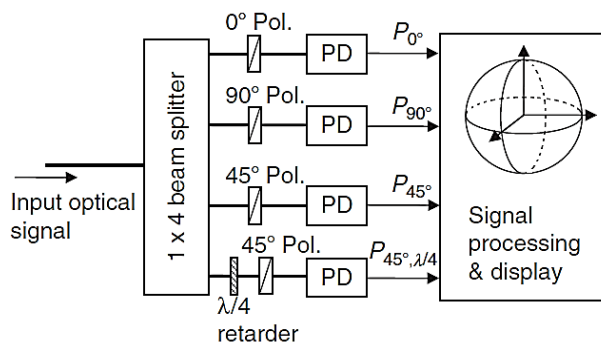 0° Pol.
PD
P0°
90° Pol.
PD
P90°
45° Pol.
PD
P45°
45° Pol.
PD
P45°,λ/4
λ/4
retarder
1 x 4 beam splitter
Input optical
signal
Signal
processing
& display